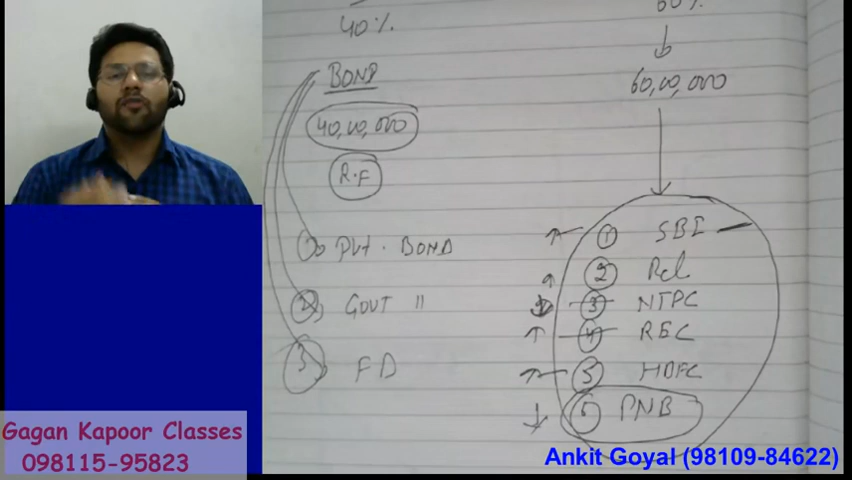 40%.
60%.
BOND
60,00,000
40,00,000
R.F
1 Pvt. BOND
2 GOVT "
3 FD
1 SBI
2 Rel
3 NTPC
4 REC
5 HDFC
6 PNB
Gagan Kapoor Classes
098115-95823
Ankit Goyal (98109-84622)